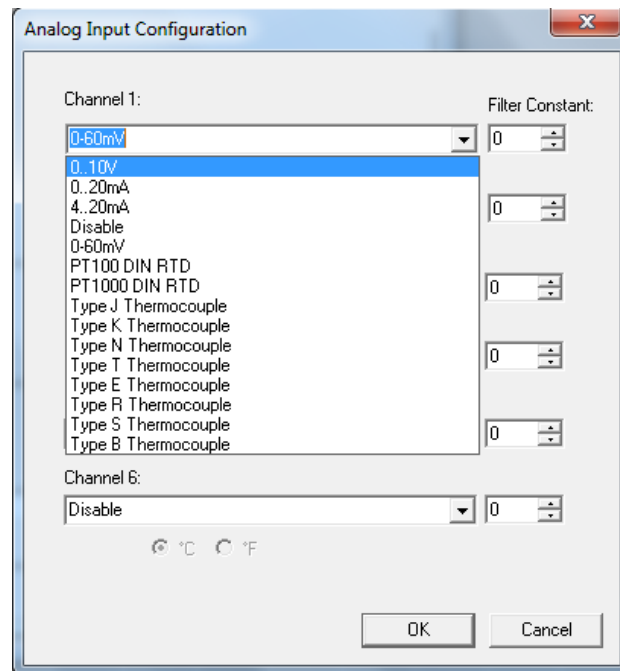 Analog Input Configuration
Channel 1:
Filter Constant:
0-60mV 0
0..10V
0..20mA
4..20mA
Disable
0-60mV
PT100 DIN RTD
PT1000 DIN RTD
Type J Thermocouple
Type K Thermocouple
Type N Thermocouple
Type T Thermocouple
Type E Thermocouple
Type R Thermocouple
Type S Thermocouple
Type B Thermocouple
0
0
0
0
Channel 6:
Disable 0
°C °F
OK Cancel